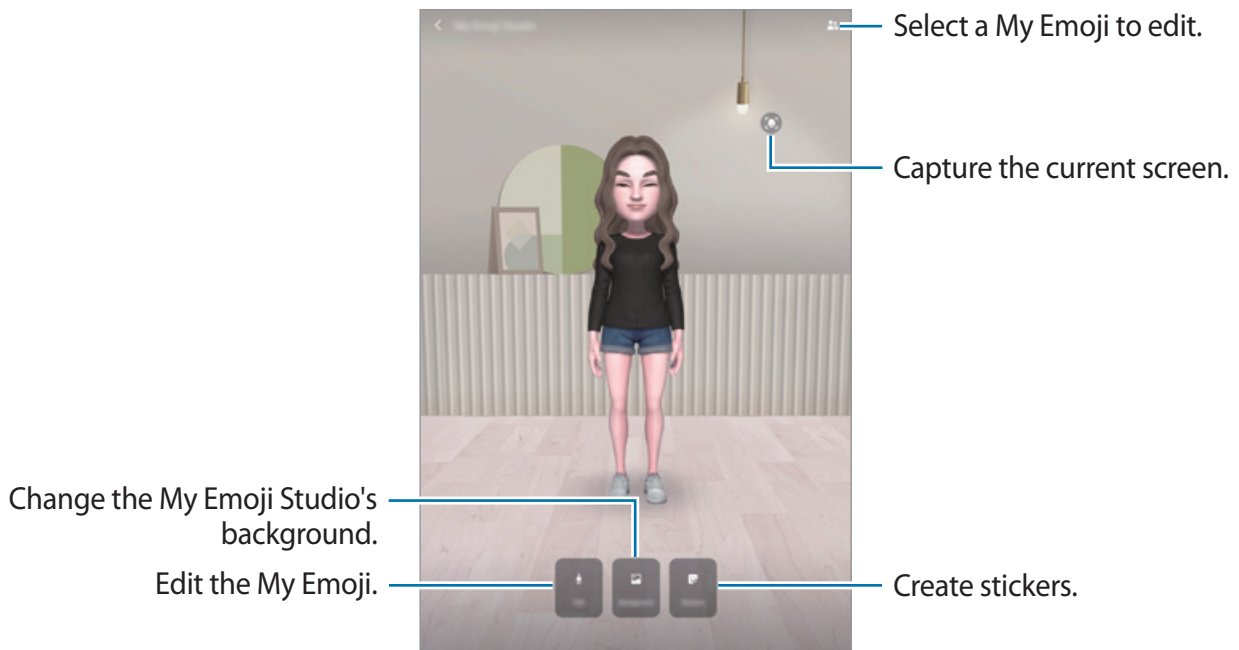 Select a My Emoji to edit.
Capture the current screen.
Change the My Emoji Studio's
background.
Edit the My Emoji.
Create stickers.